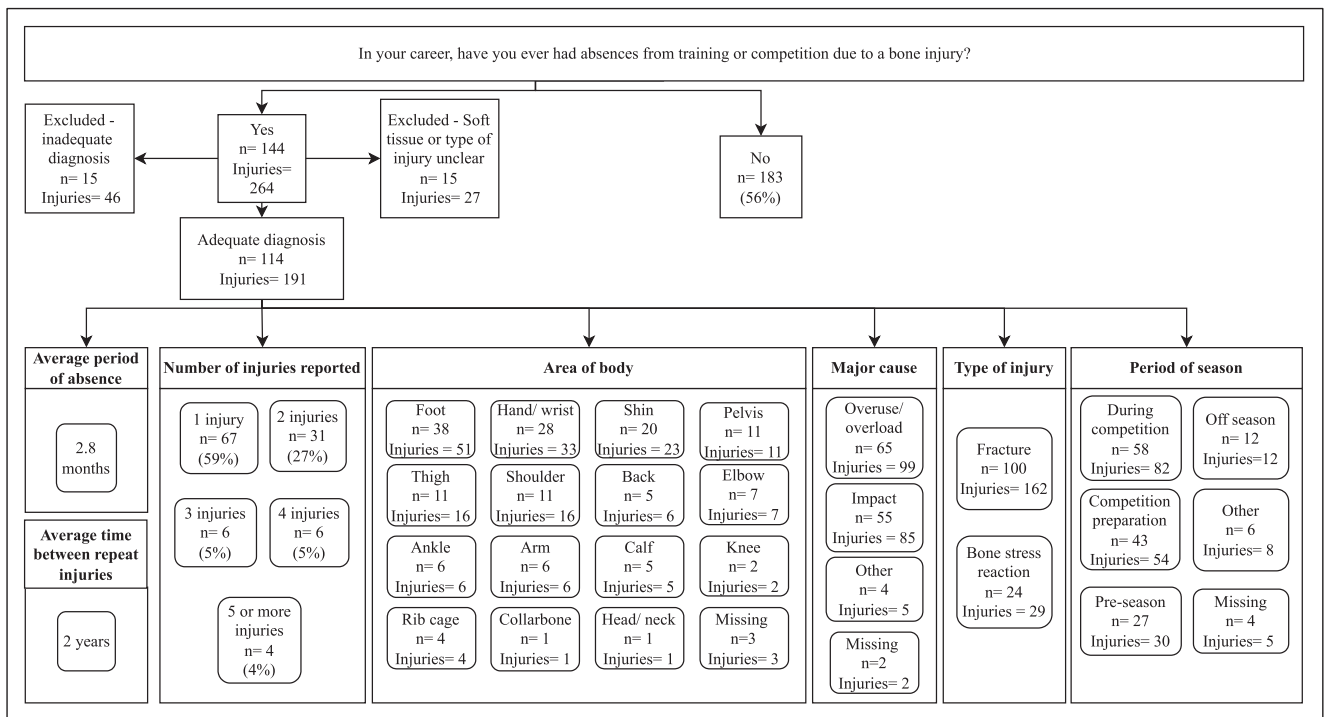 In your career, have you ever had absences from training or competition due to a bone injury?
Excluded -
inadequate
diagnosis
n= 15
Injuries= 46
Yes
n= 144
Injuries=
264
Excluded - Soft
tissue or type of
injury unclear
n= 15
Injuries= 27
No
n= 183
(56%)
Adequate diagnosis
n= 114
Injuries= 191
Average period
of absence
2.8
months
Average time
between repeat
injuries
2 years
Number of injuries reported
1 injury
n= 67
(59%)
2 injuries
n= 31
(27%)
3 injuries
n= 6
(5%)
4 injuries
n= 6
(5%)
5 or more
injuries
n= 4
(4%)
Area of body
Foot
n= 38
Injuries = 51
Hand/ wrist
n= 28
Injuries = 33
Shin
n= 20
Injuries = 23
Pelvis
n= 11
Injuries= 11
Thigh
n= 11
Injuries= 16
Shoulder
n= 11
Injuries= 16
Back
n= 5
Injuries= 6
Elbow
n= 7
Injuries= 7
Ankle
n= 6
Injuries= 6
Arm
n= 6
Injuries= 6
Calf
n= 5
Injuries= 5
Knee
n= 2
Injuries= 2
Rib cage
n= 4
Injuries= 4
Collarbone
n= 1
Injuries= 1
Head/ neck
n= 1
Injuries= 1
Missing
n=3
Injuries= 3
Major cause
Overuse/
overload
n= 65
Injuries = 99
Impact
n= 55
Injuries = 85
Other
n= 4
Injuries= 5
Missing
n=2
Injuries= 2
Type of injury
Fracture
n= 100
Injuries= 162
Bone stress
reaction
n= 24
Injuries = 29
Period of season
During
competition
n= 58
Injuries= 82
Off season
n= 12
Injuries=12
Competition
preparation
n= 43
Injuries= 54
Other
n= 6
Injuries= 8
Pre-season
n= 27
Injuries= 30
Missing
n= 4
Injuries= 5